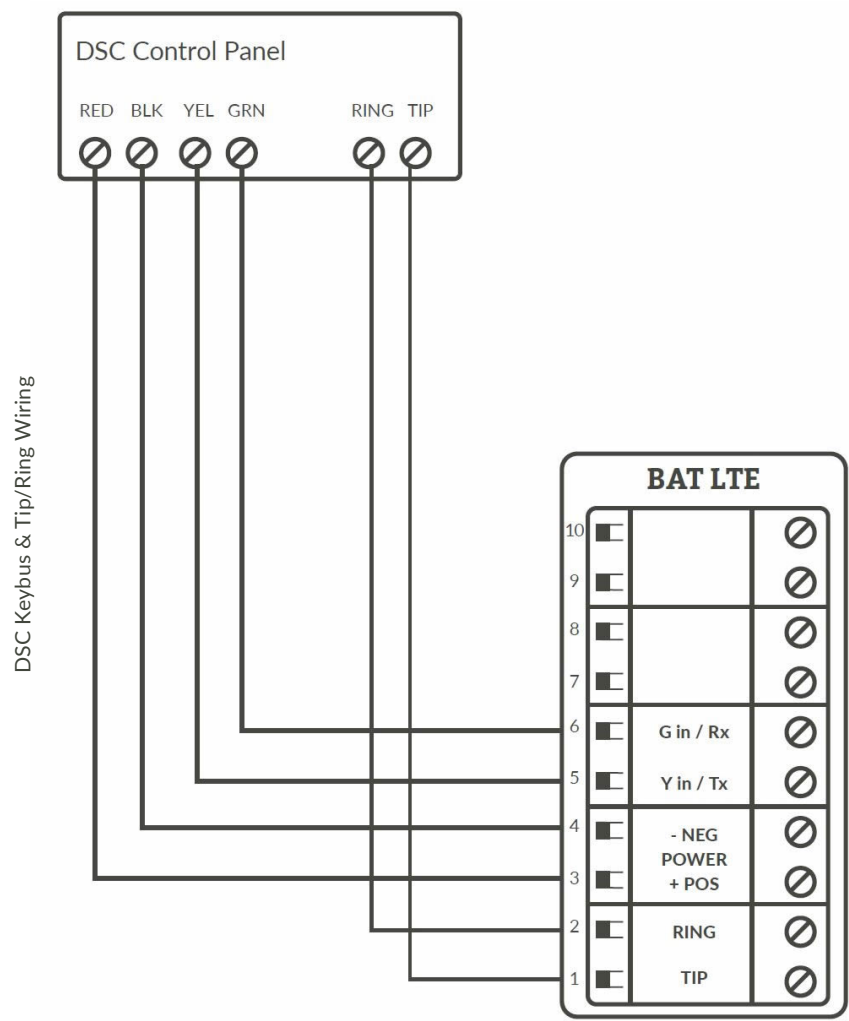 DSC Control Panel
RED BLK YEL GRN RING TIP
DSC Keybus & Tip/Ring Wiring
BAT LTE
10
9
8
7
6 G in / Rx
5 Y in / Tx
4 - NEG
POWER
3 + POS
2 RING
1 TIP